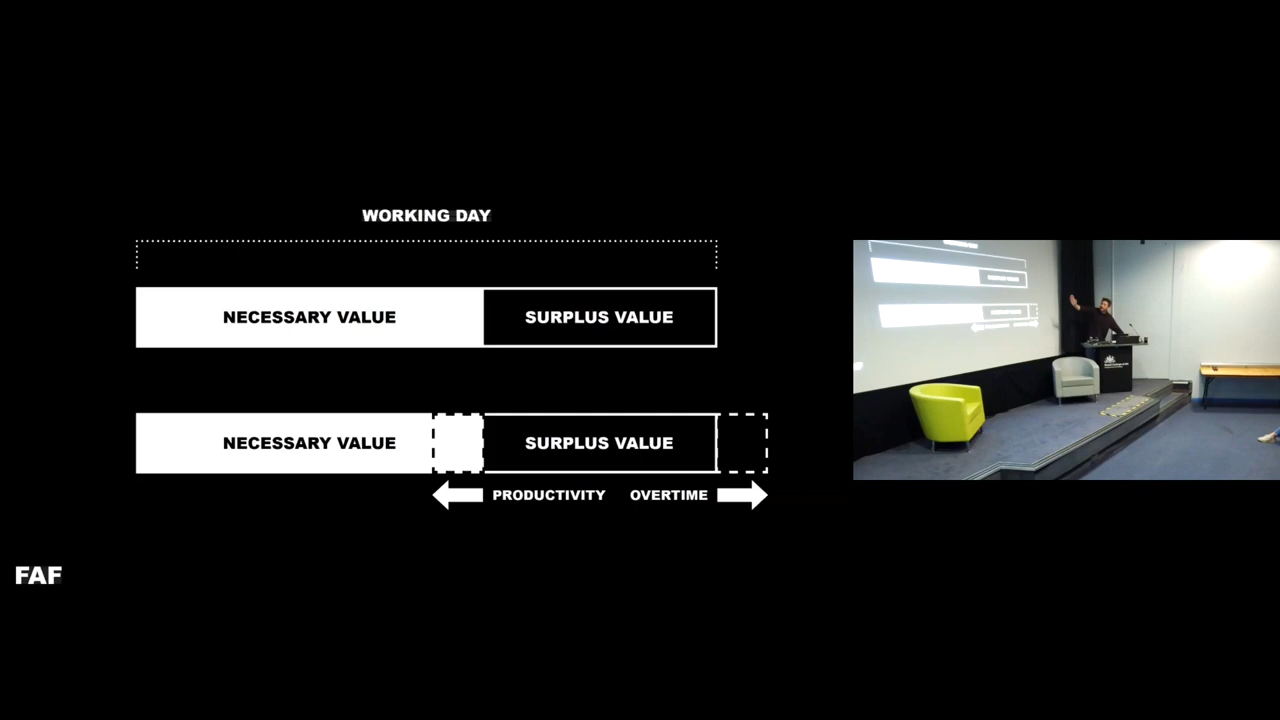 WORKING DAY
NECESSARY VALUE
SURPLUS VALUE
NECESSARY VALUE
SURPLUS VALUE
PRODUCTIVITY
OVERTIME
FAF